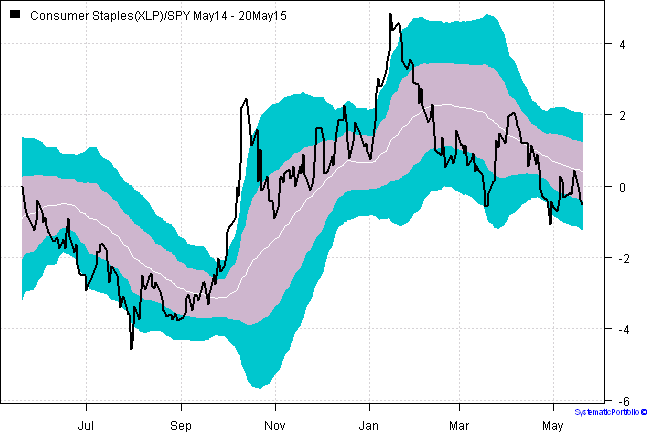 Consumer Staples(XLP)/SPY May14 - 20May15
4
2
0
-2
-4
-6
SystematicPortfolio ©
Jul Sep Nov Jan Mar May